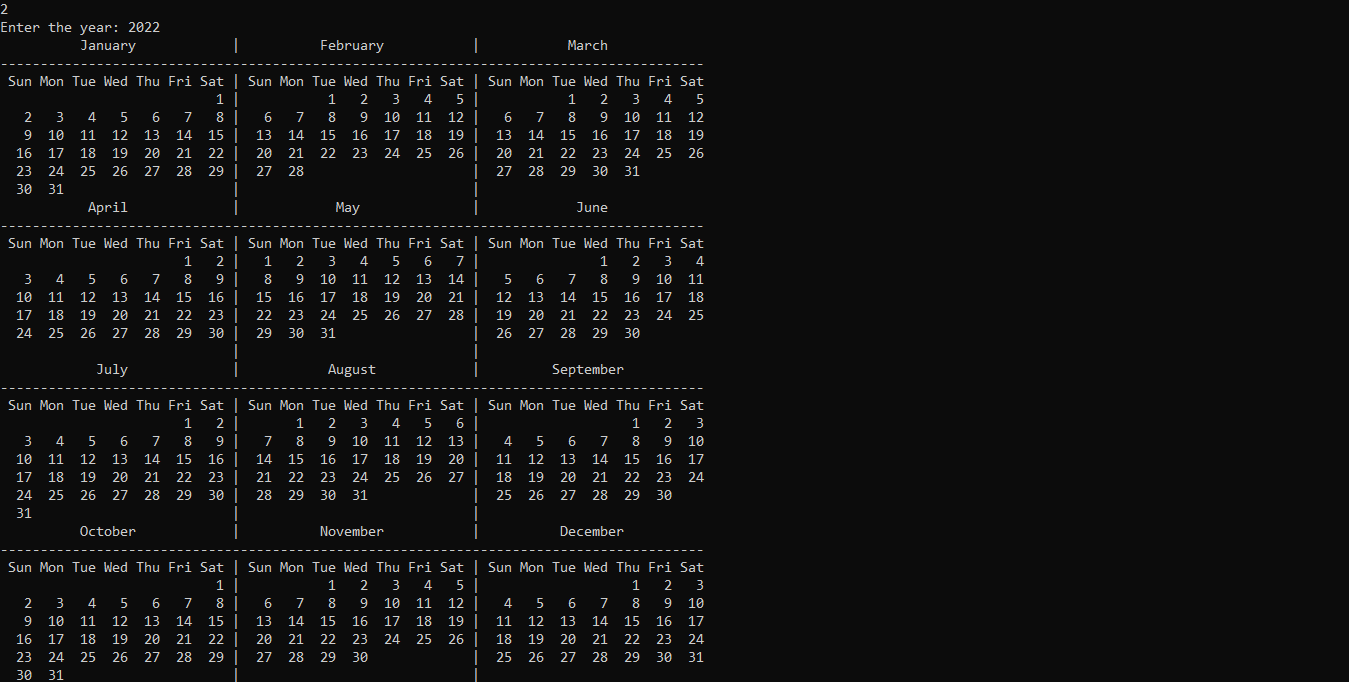 2
Enter the year: 2022
          January            |          February           |           March
----------------------------------------------------------------------------------------
 Sun Mon Tue Wed Thu Fri Sat | Sun Mon Tue Wed Thu Fri Sat | Sun Mon Tue Wed Thu Fri Sat
                           1 |           1   2   3   4   5 |           1   2   3   4   5
   2   3   4   5   6   7   8 |   6   7   8   9  10  11  12 |   6   7   8   9  10  11  12
   9  10  11  12  13  14  15 |  13  14  15  16  17  18  19 |  13  14  15  16  17  18  19
  16  17  18  19  20  21  22 |  20  21  22  23  24  25  26 |  20  21  22  23  24  25  26
  23  24  25  26  27  28  29 |  27  28                     |  27  28  29  30  31
  30  31                     |                             |
           April             |            May              |            June
----------------------------------------------------------------------------------------
 Sun Mon Tue Wed Thu Fri Sat | Sun Mon Tue Wed Thu Fri Sat | Sun Mon Tue Wed Thu Fri Sat
                       1   2 |   1   2   3   4   5   6   7 |               1   2   3   4
   3   4   5   6   7   8   9 |   8   9  10  11  12  13  14 |   5   6   7   8   9  10  11
  10  11  12  13  14  15  16 |  15  16  17  18  19  20  21 |  12  13  14  15  16  17  18
  17  18  19  20  21  22  23 |  22  23  24  25  26  27  28 |  19  20  21  22  23  24  25
  24  25  26  27  28  29  30 |  29  30  31                 |  26  27  28  29  30
                             |                             |
            July             |           August            |         September
----------------------------------------------------------------------------------------
 Sun Mon Tue Wed Thu Fri Sat | Sun Mon Tue Wed Thu Fri Sat | Sun Mon Tue Wed Thu Fri Sat
                       1   2 |       1   2   3   4   5   6 |                   1   2   3
   3   4   5   6   7   8   9 |   7   8   9  10  11  12  13 |   4   5   6   7   8   9  10
  10  11  12  13  14  15  16 |  14  15  16  17  18  19  20 |  11  12  13  14  15  16  17
  17  18  19  20  21  22  23 |  21  22  23  24  25  26  27 |  18  19  20  21  22  23  24
  24  25  26  27  28  29  30 |  28  29  30  31             |  25  26  27  28  29  30
  31                         |                             |
          October            |          November           |          December
----------------------------------------------------------------------------------------
 Sun Mon Tue Wed Thu Fri Sat | Sun Mon Tue Wed Thu Fri Sat | Sun Mon Tue Wed Thu Fri Sat
                           1 |           1   2   3   4   5 |                   1   2   3
   2   3   4   5   6   7   8 |   6   7   8   9  10  11  12 |   4   5   6   7   8   9  10
   9  10  11  12  13  14  15 |  13  14  15  16  17  18  19 |  11  12  13  14  15  16  17
  16  17  18  19  20  21  22 |  20  21  22  23  24  25  26 |  18  19  20  21  22  23  24
  23  24  25  26  27  28  29 |  27  28  29  30             |  25  26  27  28  29  30  31
  30  31                     |                             |